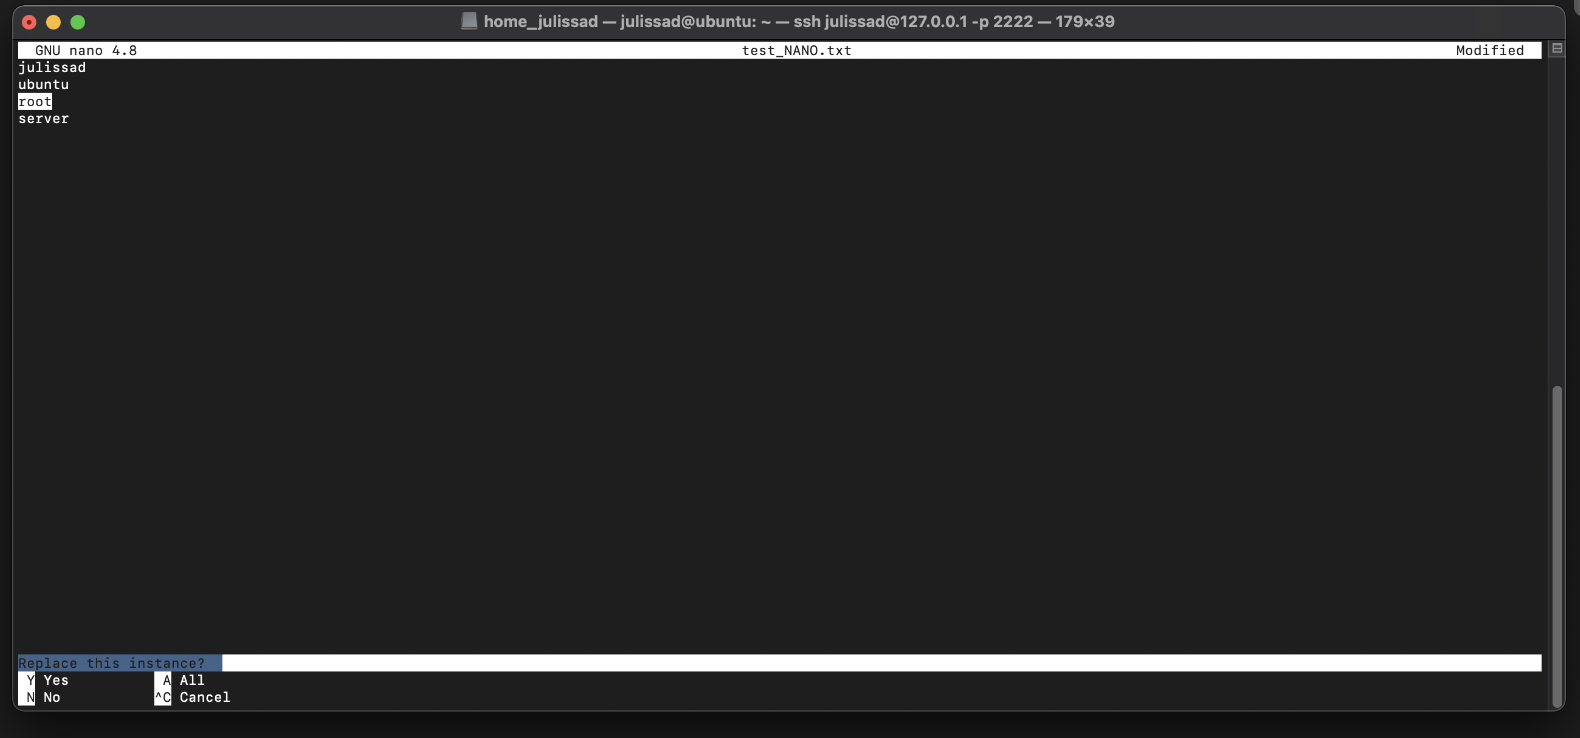 home_julissad — julissad@ubuntu: ~ — ssh julissad@127.0.0.1 -p 2222 — 179×39
GNU nano 4.8 test_NANO.txt Modified
julissad
ubuntu
root
server
Replace this instance?
Y Yes A All
N No ^C Cancel